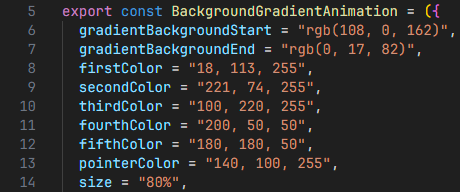 5 export const BackgroundGradientAnimation = ({
6 gradientBackgroundStart = "rgb(108, 0, 162)",
7 gradientBackgroundEnd = "rgb(0, 17, 82)",
8 firstColor = "18, 113, 255",
9 secondColor = "221, 74, 255",
10 thirdColor = "100, 220, 255",
11 fourthColor = "200, 50, 50",
12 fifthColor = "180, 180, 50",
13 pointerColor = "140, 100, 255",
14 size = "80%",